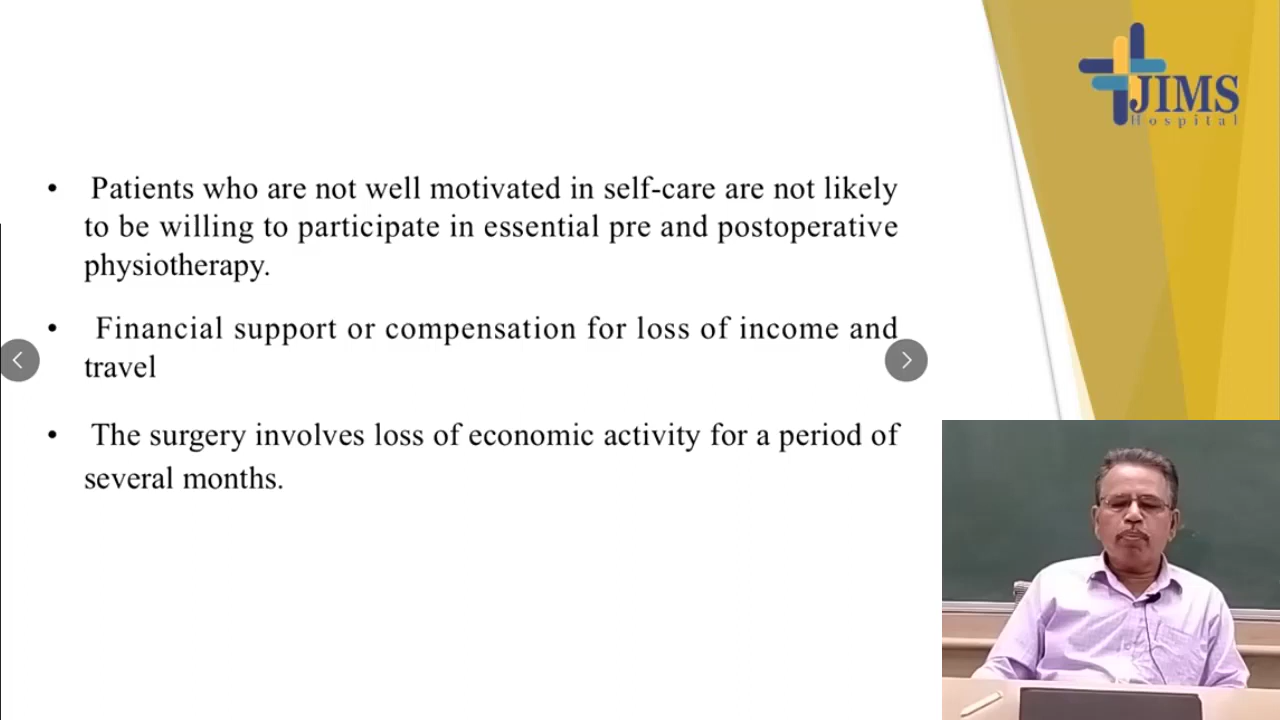 JIMS
Hospital
• Patients who are not well motivated in self-care are not likely
to be willing to participate in essential pre and postoperative
physiotherapy.
• Financial support or compensation for loss of income and
travel
• The surgery involves loss of economic activity for a period of
several months.